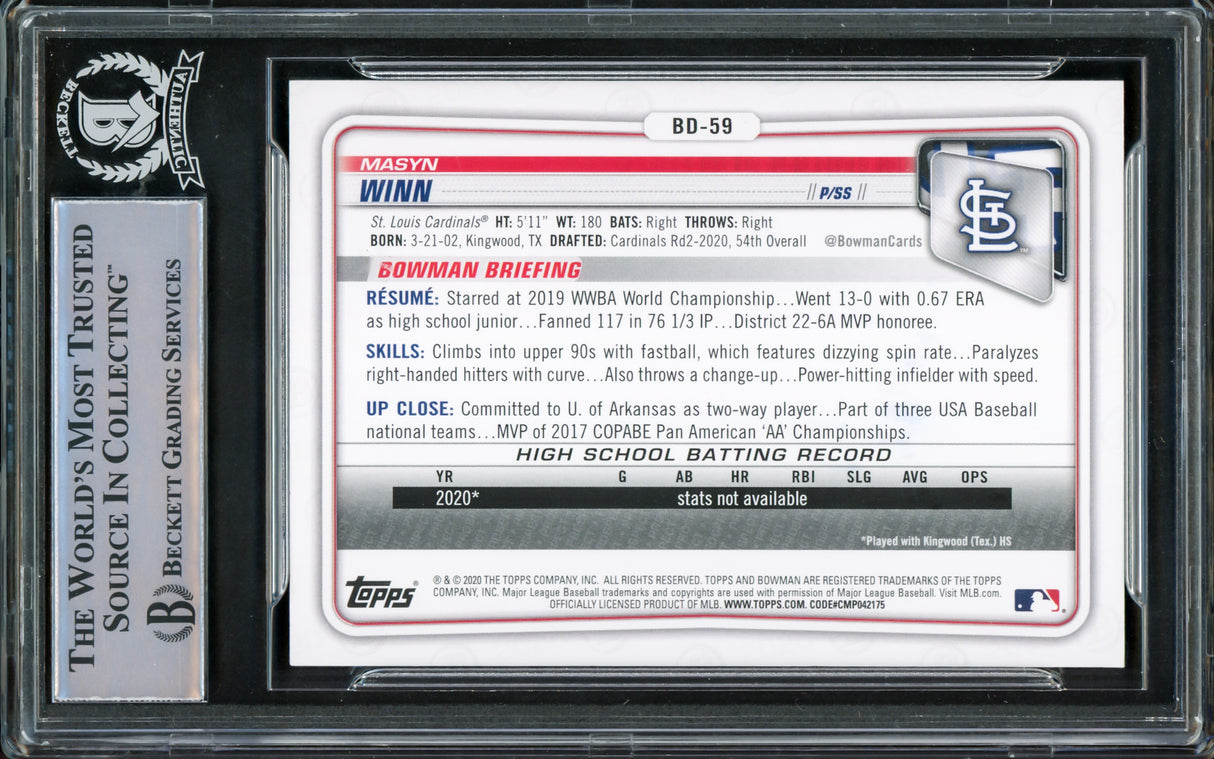 BECKETT
AUTHENTIC
B
THE WORLD'S MOST TRUSTED
SOURCE IN COLLECTING™
B BECKETT GRADING SERVICES
BD-59
MASYN
WINN
// P/SS //
St. Louis Cardinals® HT: 5'11" WT: 180 BATS: Right THROWS: Right
BORN: 3-21-02, Kingwood, TX DRAFTED: Cardinals Rd2-2020, 54th Overall @BowmanCards
STL ™
BOWMAN BRIEFING
RÉSUMÉ: Starred at 2019 WWBA World Championship...Went 13-0 with 0.67 ERA
as high school junior...Fanned 117 in 76 1/3 IP...District 22-6A MVP honoree.
SKILLS: Climbs into upper 90s with fastball, which features dizzying spin rate...Paralyzes
right-handed hitters with curve...Also throws a change-up...Power-hitting infielder with speed.
UP CLOSE: Committed to U. of Arkansas as two-way player...Part of three USA Baseball
national teams...MVP of 2017 COPABE Pan American 'AA' Championships.
HIGH SCHOOL BATTING RECORD
YR G AB HR RBI SLG AVG OPS
2020* stats not available
*Played with Kingwood (Tex.) HS
Topps®
® & © 2020 THE TOPPS COMPANY, INC. ALL RIGHTS RESERVED. TOPPS AND BOWMAN ARE REGISTERED TRADEMARKS OF THE TOPPS
COMPANY, INC. Major League Baseball trademarks and copyrights are used with permission of Major League Baseball. Visit MLB.com.
OFFICIALLY LICENSED PRODUCT OF MLB. WWW.TOPPS.COM. CODE#CMP042175